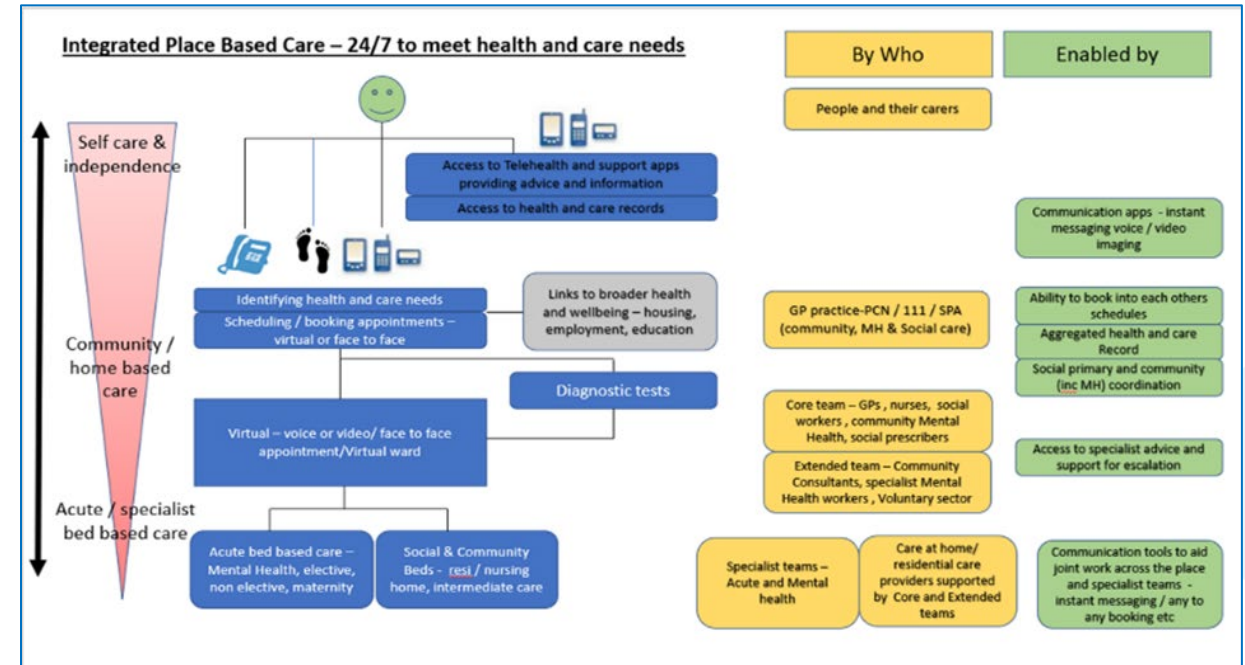 Integrated Place Based Care – 24/7 to meet health and care needs
Self care &
independence
Community /
home based
care
Acute / specialist
bed based care
Access to Telehealth and support apps
providing advice and information
Access to health and care records
Identifying health and care needs
Scheduling / booking appointments –
virtual or face to face
Links to broader health
and wellbeing – housing,
employment, education
Diagnostic tests
Virtual – voice or video/ face to face
appointment/Virtual ward
Acute bed based care –
Mental Health, elective,
non elective, maternity
Social & Community
Beds - resi / nursing
home, intermediate care
By Who
People and their carers
GP practice-PCN / 111 / SPA
(community, MH & Social care)
Core team – GPs , nurses, social
workers , community Mental
Health, social prescribers
Extended team – Community
Consultants, specialist Mental
Health workers , Voluntary sector
Specialist teams –
Acute and Mental
health
Care at home/
residential care
providers supported
by Core and Extended
teams
Enabled by
Communication apps - instant
messaging voice / video
imaging
Ability to book into each others
schedules
Aggregated health and care
Record
Social primary and community
(inc MH) coordination
Access to specialist advice and
support for escalation
Communication tools to aid
joint work across the place
and specialist teams -
instant messaging / any to
any booking etc